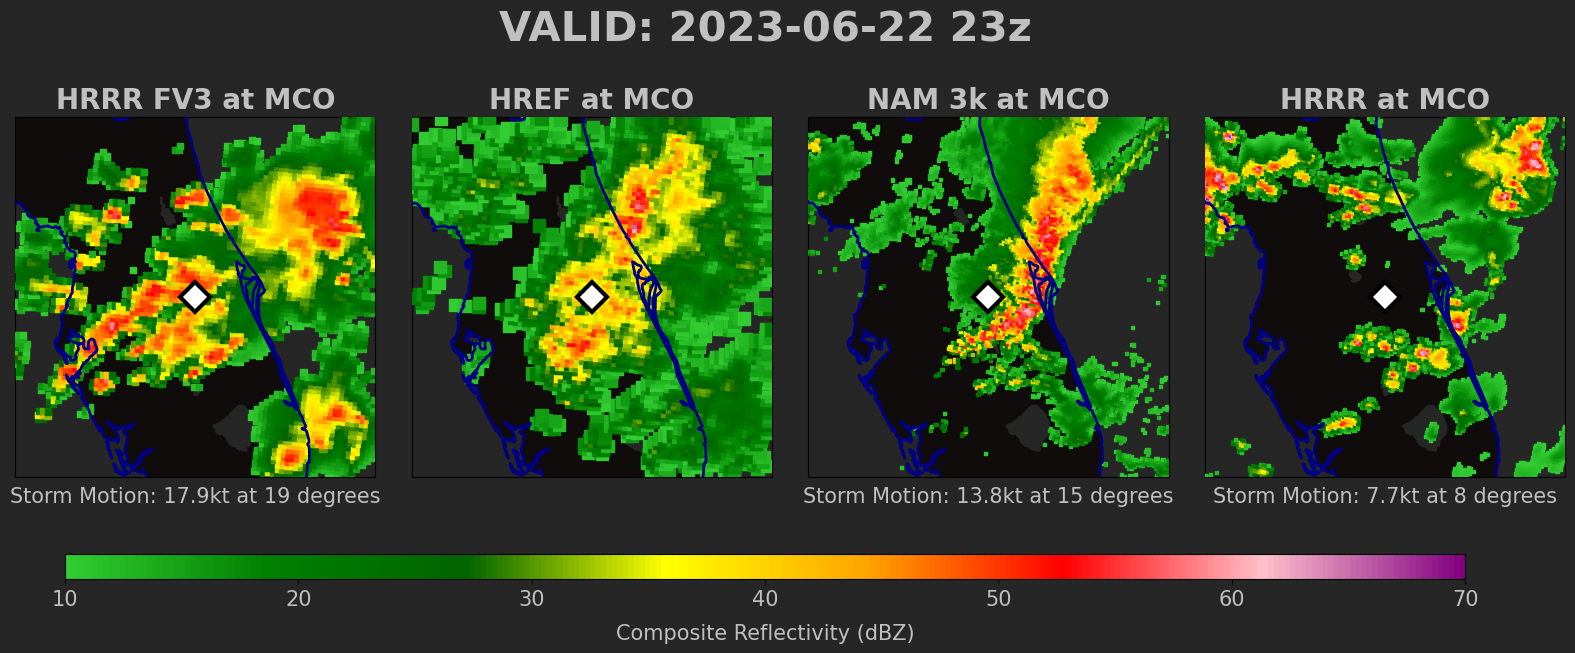 VALID: 2023-06-22 23z
HRRR FV3 at MCO
HREF at MCO
NAM 3k at MCO
HRRR at MCO
Storm Motion: 17.9kt at 19 degrees
Storm Motion: 13.8kt at 15 degrees
Storm Motion: 7.7kt at 8 degrees
10 20 30 40 50 60 70
Composite Reflectivity (dBZ)